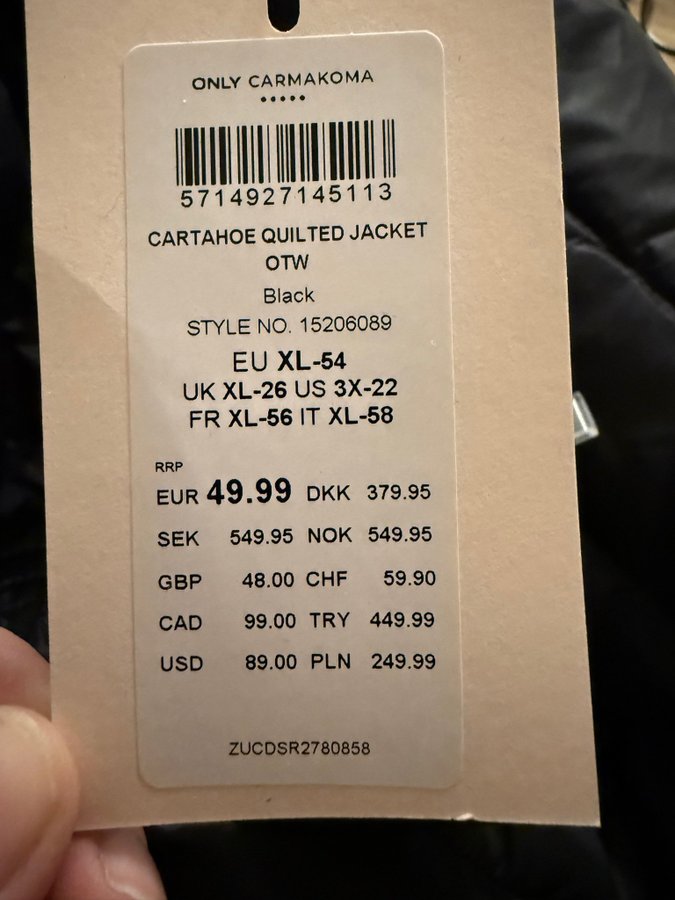 ONLY CARMAKOMA
5714927145113
CARTAHOE QUILTED JACKET
OTW
Black
STYLE NO. 15206089
EU XL-54
UK XL-26 US 3X-22
FR XL-56 IT XL-58
RRP
EUR 49.99 DKK 379.95
SEK 549.95 NOK 549.95
GBP 48.00 CHF 59.90
CAD 99.00 TRY 449.99
USD 89.00 PLN 249.99
ZUCDSR2780858